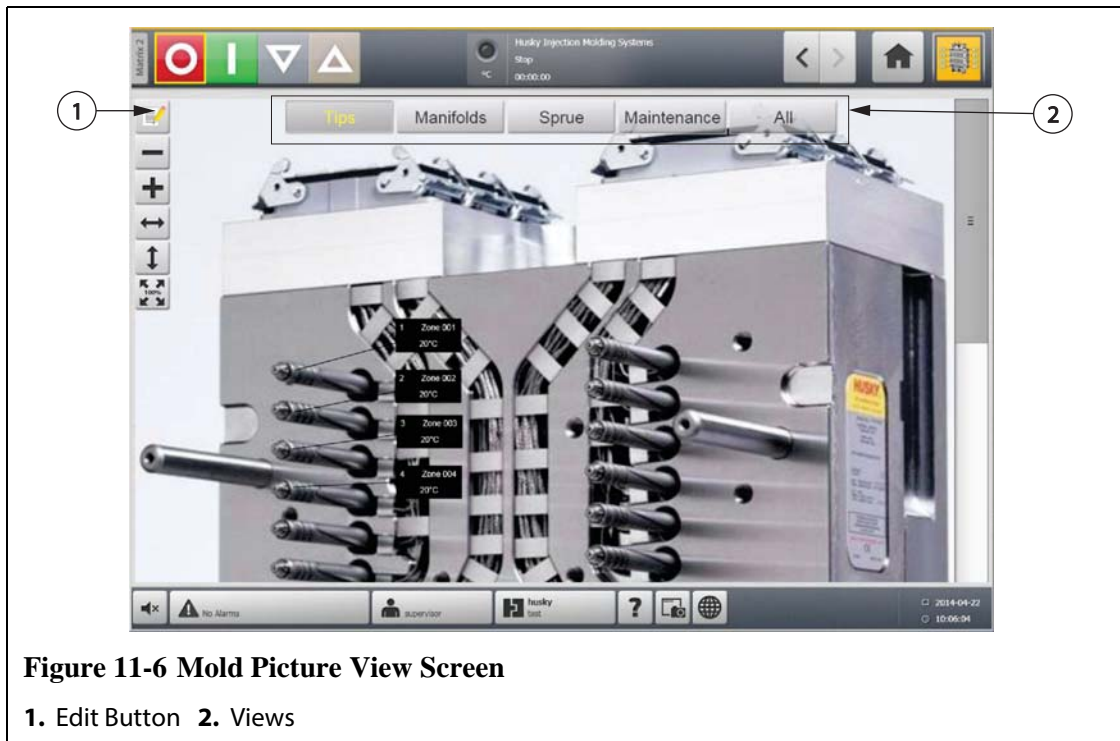 Matrix 2
°C
Husky Injection Molding Systems
Stop
00:00:00
1
2
Tips
Manifolds
Sprue
Maintenance
All
100%
1 Zone 001
20°C
2 Zone 002
20°C
3 Zone 003
20°C
4 Zone 004
20°C
HUSKY
No Alarms
supervisor
husky
test
?
2014-04-22
10:06:04
Figure 11-6 Mold Picture View Screen
1. Edit Button 2. Views